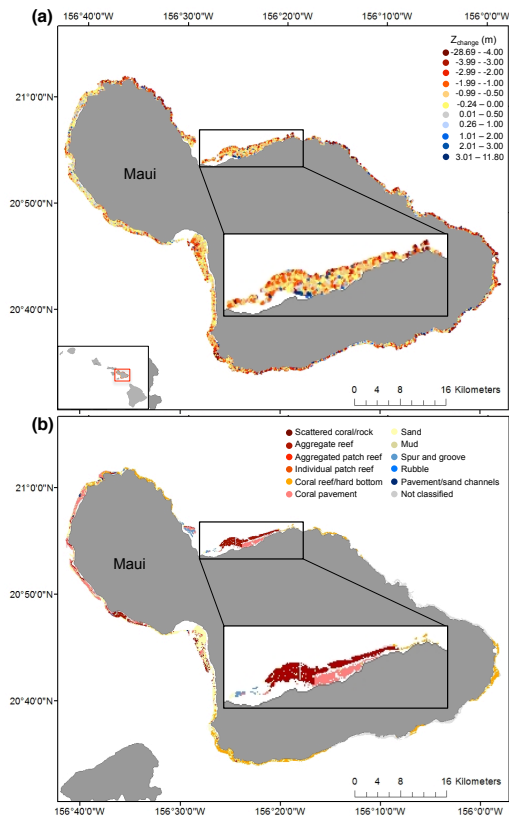 (a)
156°40'0"W 156°30'0"W 156°20'0"W 156°10'0"W 156°0'0"W
Zchange (m)
-28.69 - -4.00
-3.99 - -3.00
-2.99 - -2.00
-1.99 - -1.00
-0.99 - -0.50
-0.24 – 0.00
0.01 - 0.50
0.26 - 1.00
1.01 - 2.00
2.01 - 3.00
3.01 - 11.80
21°0'0"N
Maui
20°50'0"N
20°40'0"N
0 4 8 16 Kilometers
(b)
Scattered coral/rock
Aggregate reef
Aggregated patch reef
Individual patch reef
Coral reef/hard bottom
Coral pavement
Sand
Mud
Spur and groove
Rubble
Pavement/sand channels
Not classified
21°0'0"N
Maui
20°50'0"N
20°40'0"N
0 4 8 16 Kilometers
156°40'0"W 156°30'0"W 156°20'0"W 156°10'0"W 156°0'0"W